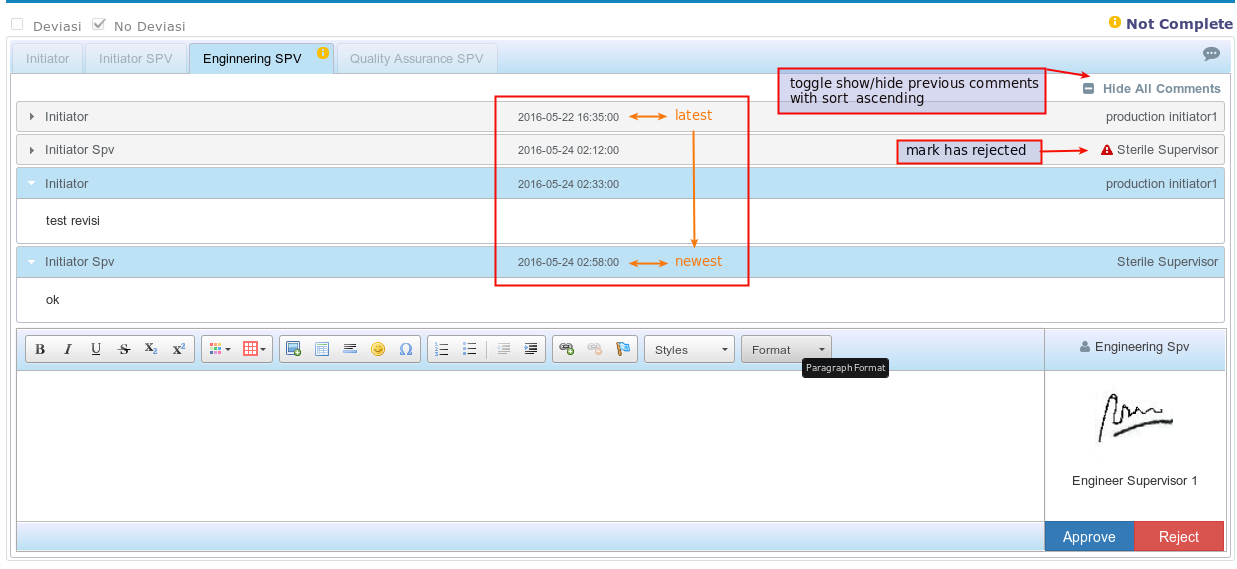 Deviasi No Deviasi Not Complete
Initiator Initiator SPV Enginnering SPV Quality Assurance SPV
toggle show/hide previous comments
with sort ascending
Hide All Comments
Initiator 2016-05-22 16:35:00 latest production initiator1
Initiator Spv 2016-05-24 02:12:00 mark has rejected Sterile Supervisor
Initiator 2016-05-24 02:33:00 production initiator1
test revisi
Initiator Spv 2016-05-24 02:58:00 newest Sterile Supervisor
ok
B I U S X2 x2 Ω Styles Format Engineering Spv
Paragraph Format
Engineer Supervisor 1
Approve Reject